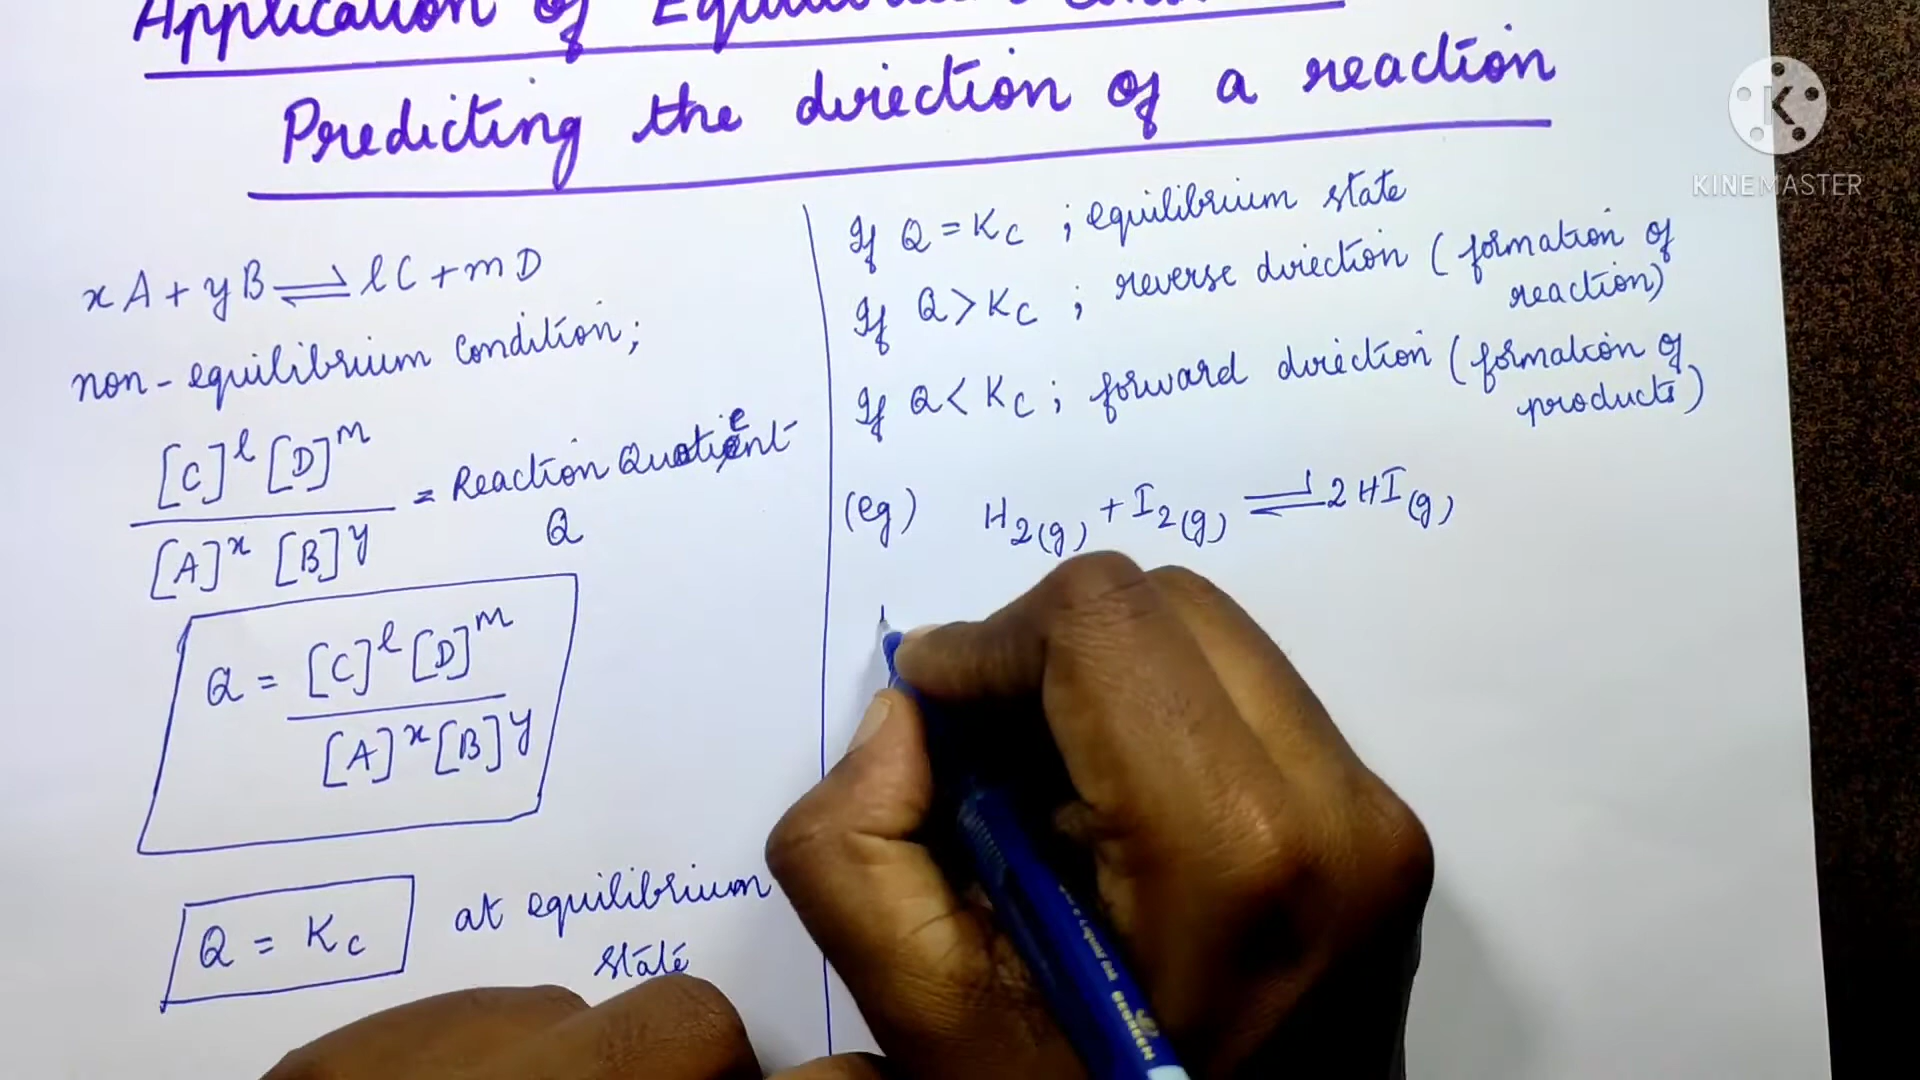 Application of Equilibrium
Predicting the direction of a reaction
K
KINEMASTER
xA + yB ⇌ lC + mD
non-equilibrium condition;
[C]^l [D]^m
= Reaction Quotient
[A]^x [B]^y
Q
Q = [C]^l [D]^m
[A]^x [B]^y
Q = Kc at equilibrium
state
If Q = Kc ; equilibrium state
If Q > Kc ; reverse direction (formation of
reaction)
If Q < Kc ; forward direction (formation of
products)
(eg) H2(g) + I2(g) ⇌ 2HI(g)